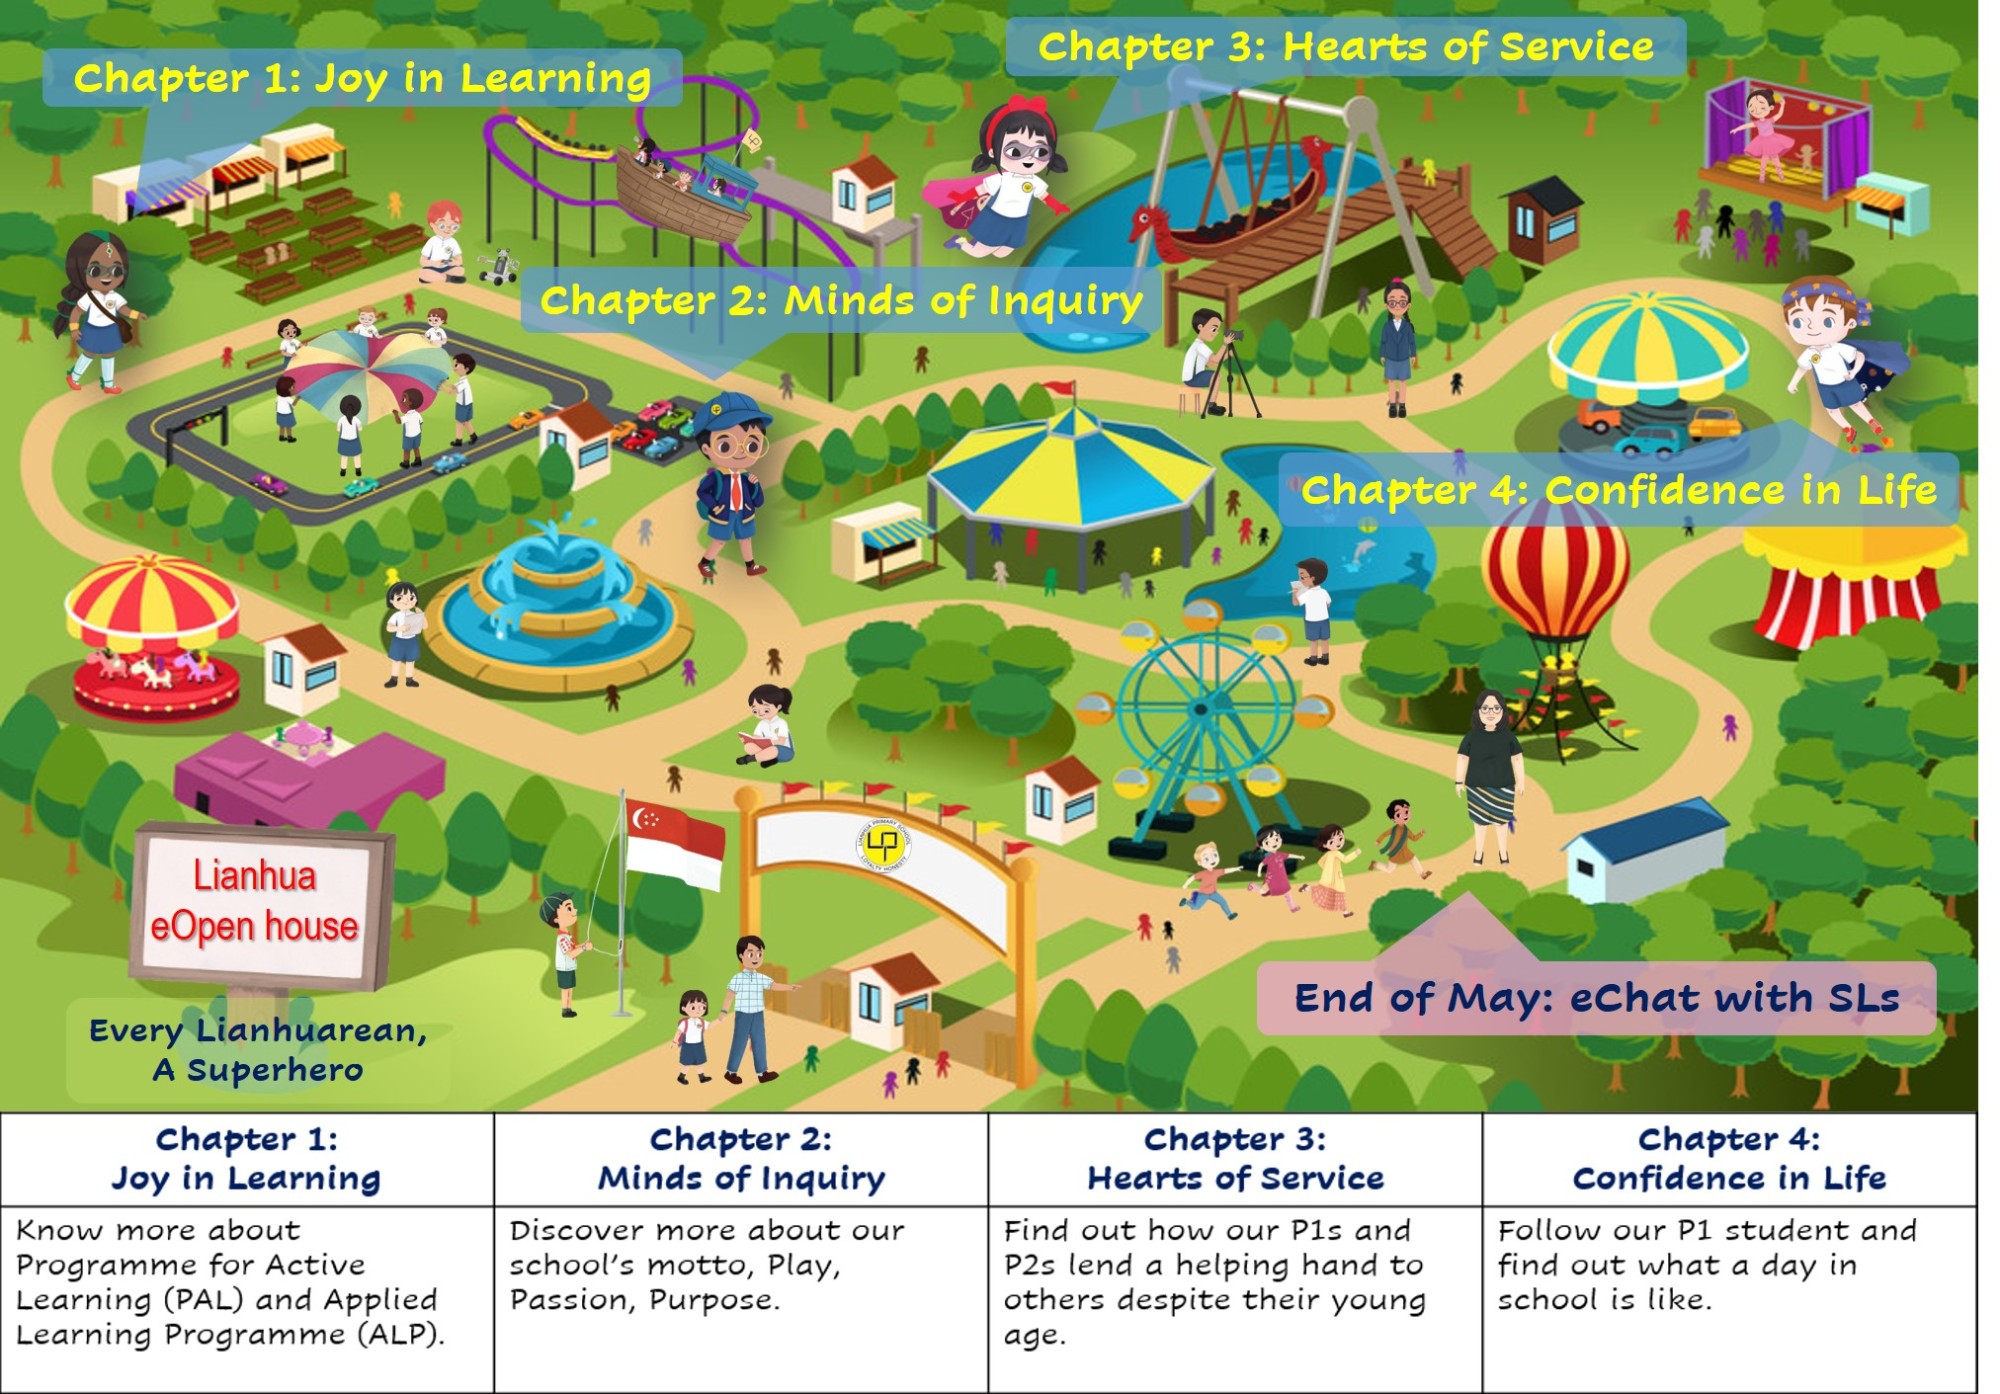 Chapter 1: Joy in Learning
Chapter 3: Hearts of Service
Chapter 2: Minds of Inquiry
Chapter 4: Confidence in Life
LIANHUA PRIMARY SCHOOL
LP
Lianhua
eOpen house
Every Lianhuarean,
A Superhero
End of May: eChat with SLs
Chapter 1:
Joy in Learning
Know more about
Programme for Active
Learning (PAL) and Applied
Learning Programme (ALP).
Chapter 2:
Minds of Inquiry
Discover more about our
school’s motto, Play,
Passion, Purpose.
Chapter 3:
Hearts of Service
Find out how our P1s and
P2s lend a helping hand to
others despite their young
age.
Chapter 4:
Confidence in Life
Follow our P1 student and
find out what a day in
school is like.